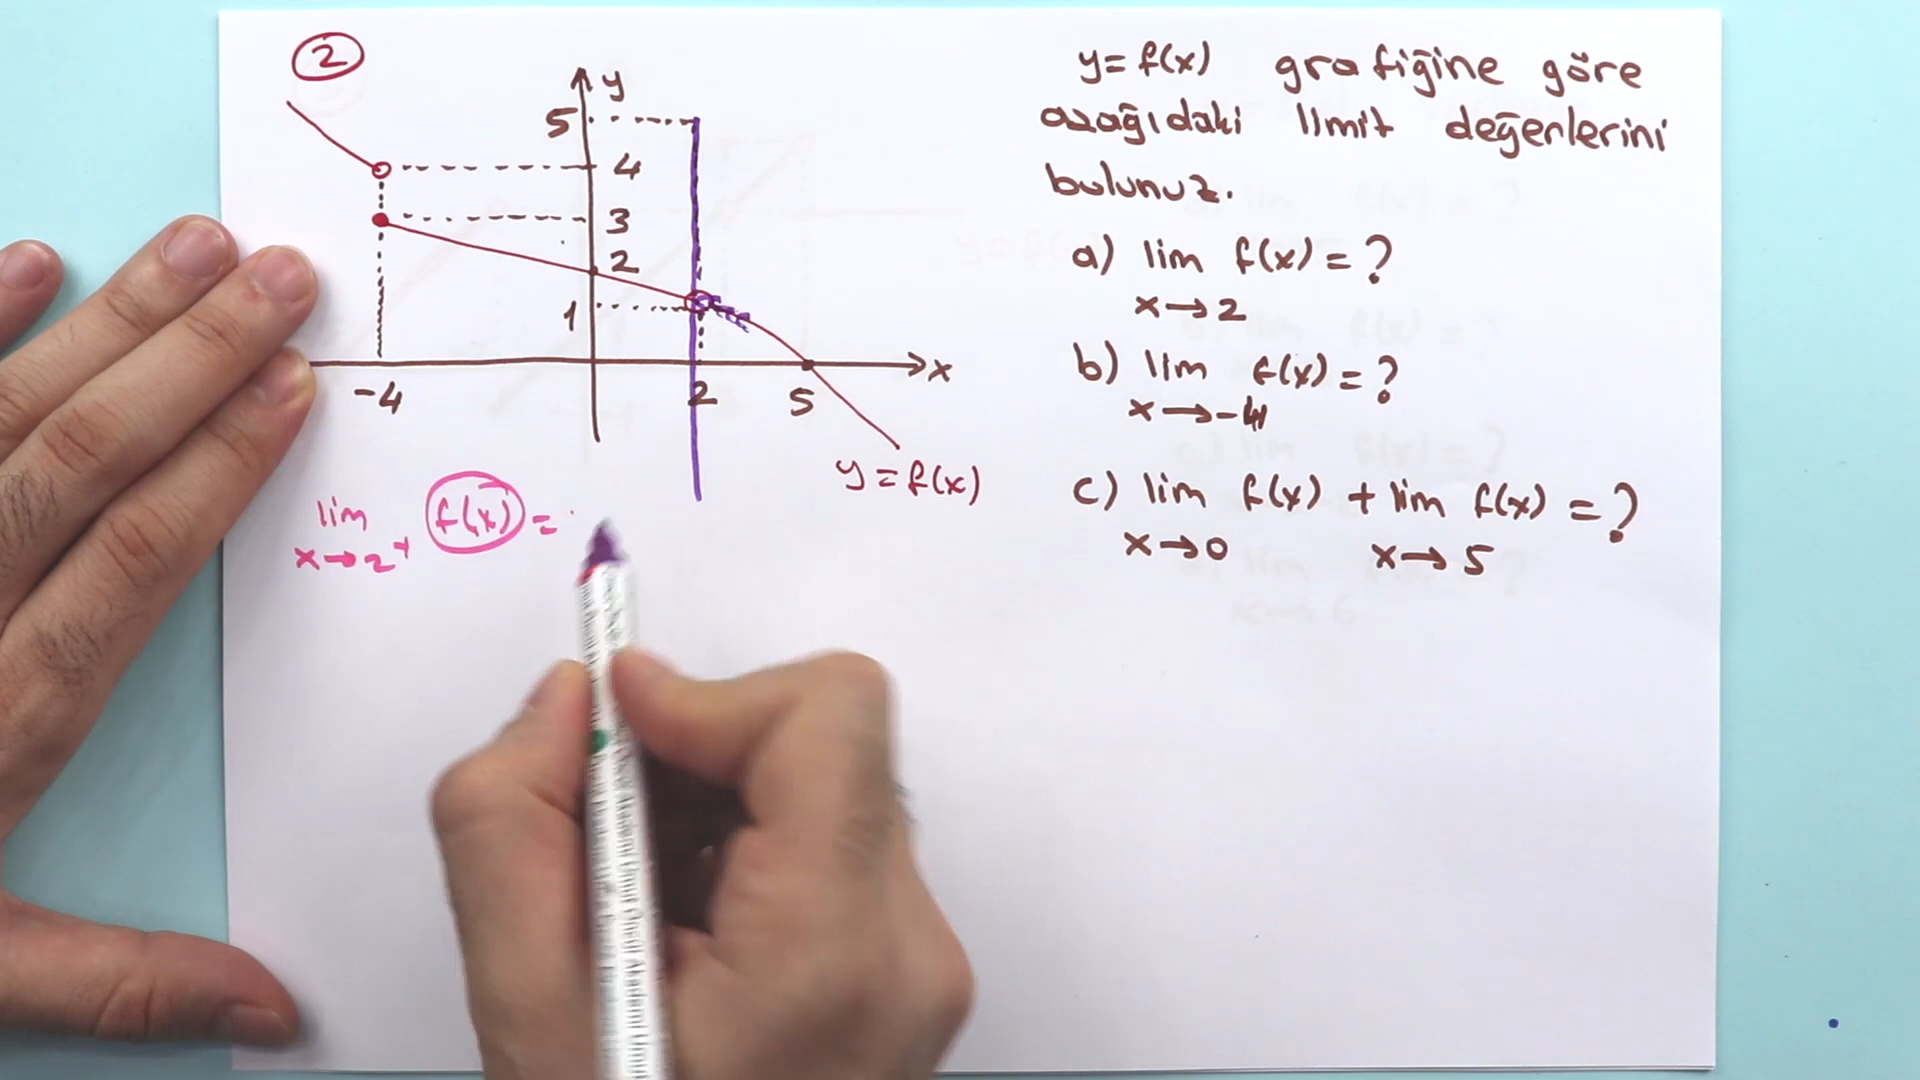 2
y
5
4
3
2
1
-4
2
5
x
y = f(x)
lim f(x) =
x→2⁺
y = f(x) grafiğine göre
aşağıdaki limit değerlerini
bulunuz.
a) lim f(x) = ?
x→2
b) lim f(x) = ?
x→-4
c) lim f(x) + lim f(x) = ?
x→0 x→5